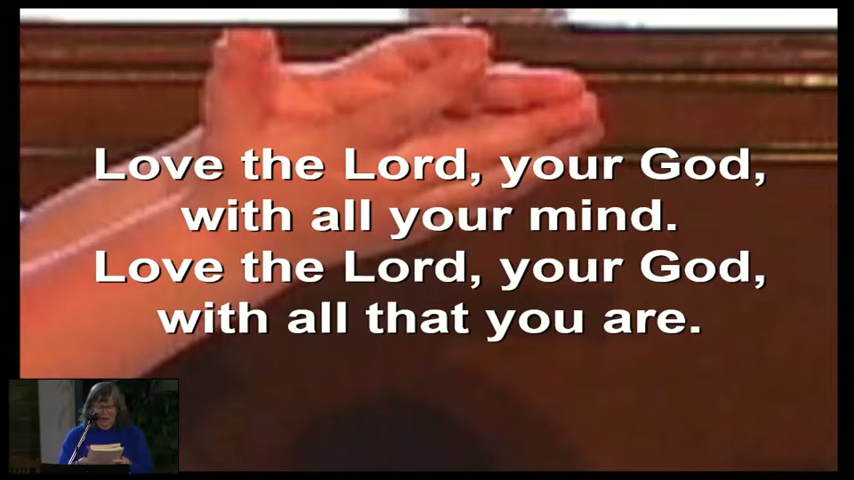 Love the Lord, your God,
with all your mind.
Love the Lord, your God,
with all that you are.